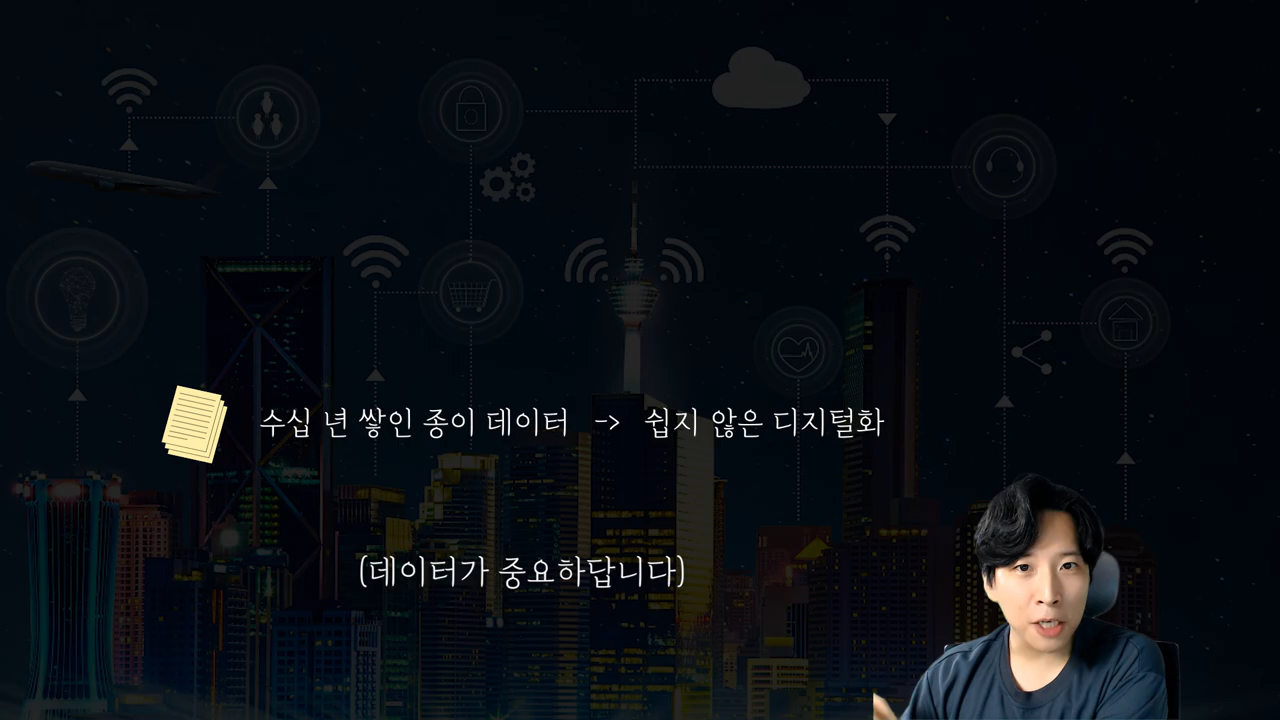 수십 년 쌓인 종이 데이터 -> 쉽지 않은 디지털화
(데이터가 중요하답니다)